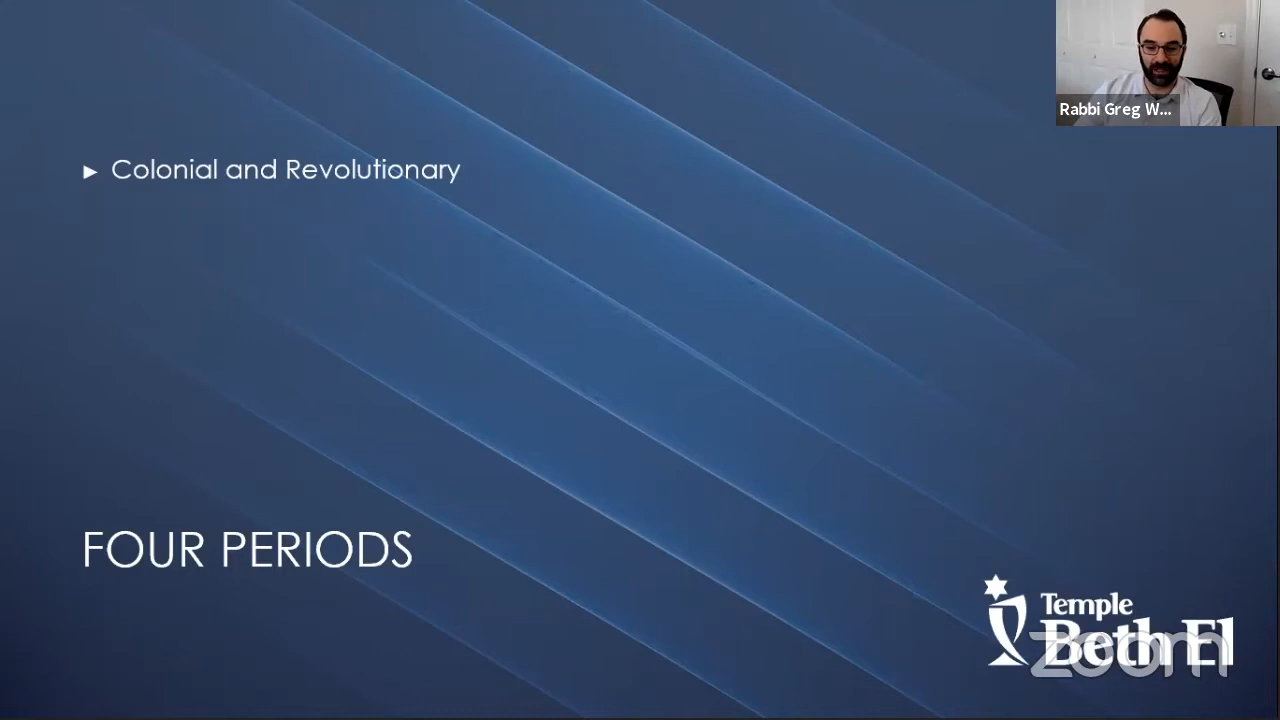 Rabbi Greg W...
► Colonial and Revolutionary
FOUR PERIODS
Temple
Beth El
zoom